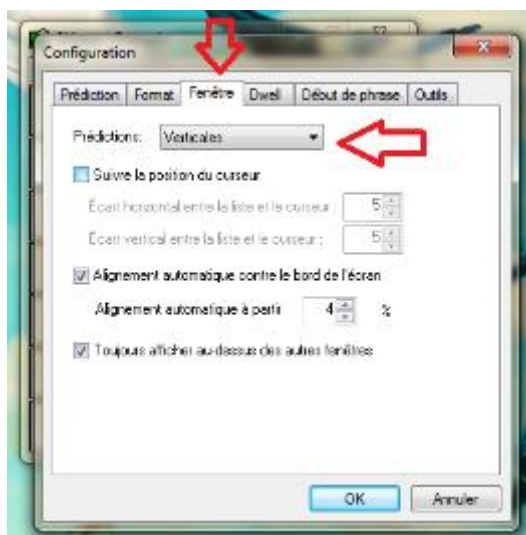 Configuration
Prédiction Format Fenêtre Dwell Début de phrase Outils
Prédictions: Verticales
Suivre la position du curseur
Ecart horizontal entre la liste et le curseur : 5
Ecart vertical entre la liste et le curseur : 5
Alignement automatique contre le bord de l'écran
Alignement automatique à partir 4 %
Toujours afficher au-dessus des autres fenêtres
OK Annuler